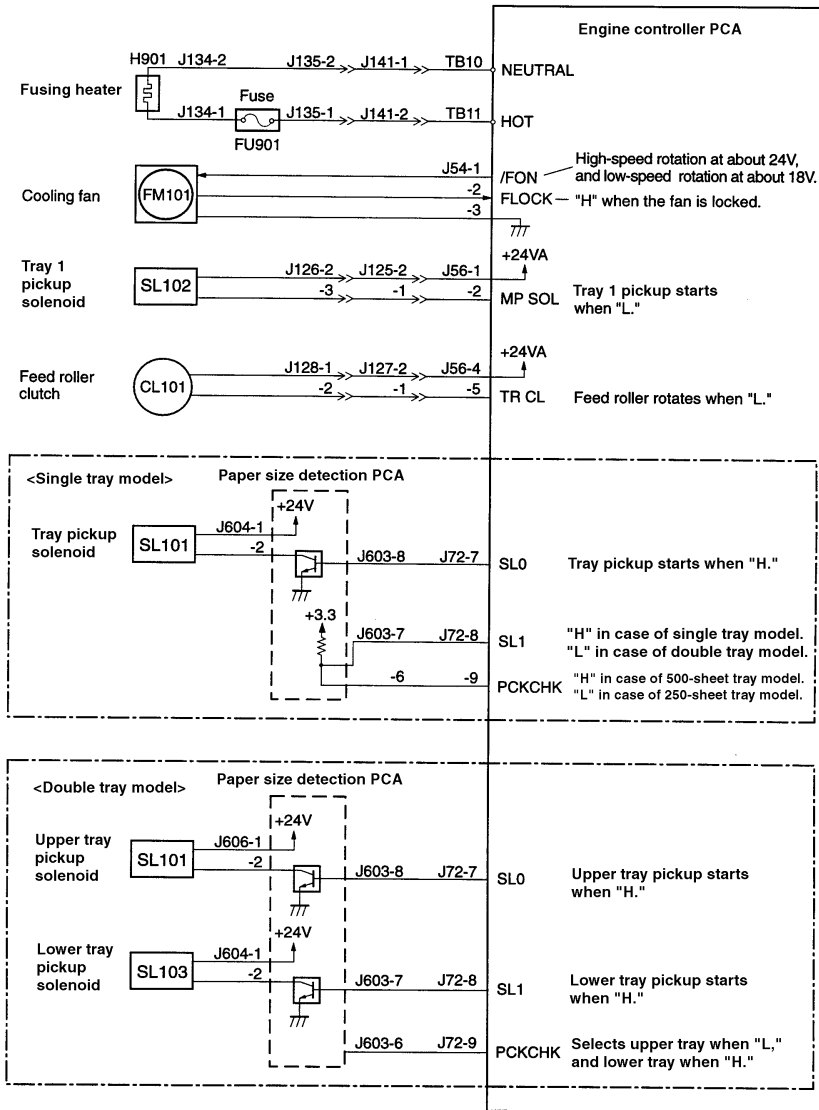 Engine controller PCA
H901 J134-2 J135-2 J141-1 TB10 NEUTRAL
Fusing heater
Fuse
J134-1 J135-1 J141-2 TB11 HOT
FU901
High-speed rotation at about 24V,
and low-speed rotation at about 18V.
J54-1 /FON
Cooling fan FM101 -2 FLOCK "H" when the fan is locked.
-3
+24VA
Tray 1
pickup
solenoid
SL102
J126-2 J125-2 J56-1
-3 -1 -2 MP SOL
Tray 1 pickup starts
when "L."
+24VA
Feed roller
clutch
CL101
J128-1 J127-2 J56-4
-2 -1 -5 TR CL Feed roller rotates when "L."
<Single tray model> Paper size detection PCA
+24V
Tray pickup
solenoid
SL101
J604-1
-2
J603-8 J72-7 SL0 Tray pickup starts when "H."
+3.3
J603-7 J72-8 SL1
"H" in case of single tray model.
"L" in case of double tray model.
-6 -9 PCKCHK
"H" in case of 500-sheet tray model.
"L" in case of 250-sheet tray model.
<Double tray model> Paper size detection PCA
+24V
Upper tray
pickup
solenoid
SL101
J606-1
-2
J603-8 J72-7 SL0
Upper tray pickup starts
when "H."
+24V
Lower tray
pickup
solenoid
SL103
J604-1
-2
J603-7 J72-8 SL1
Lower tray pickup starts
when "H."
J603-6 J72-9 PCKCHK
Selects upper tray when "L,"
and lower tray when "H."